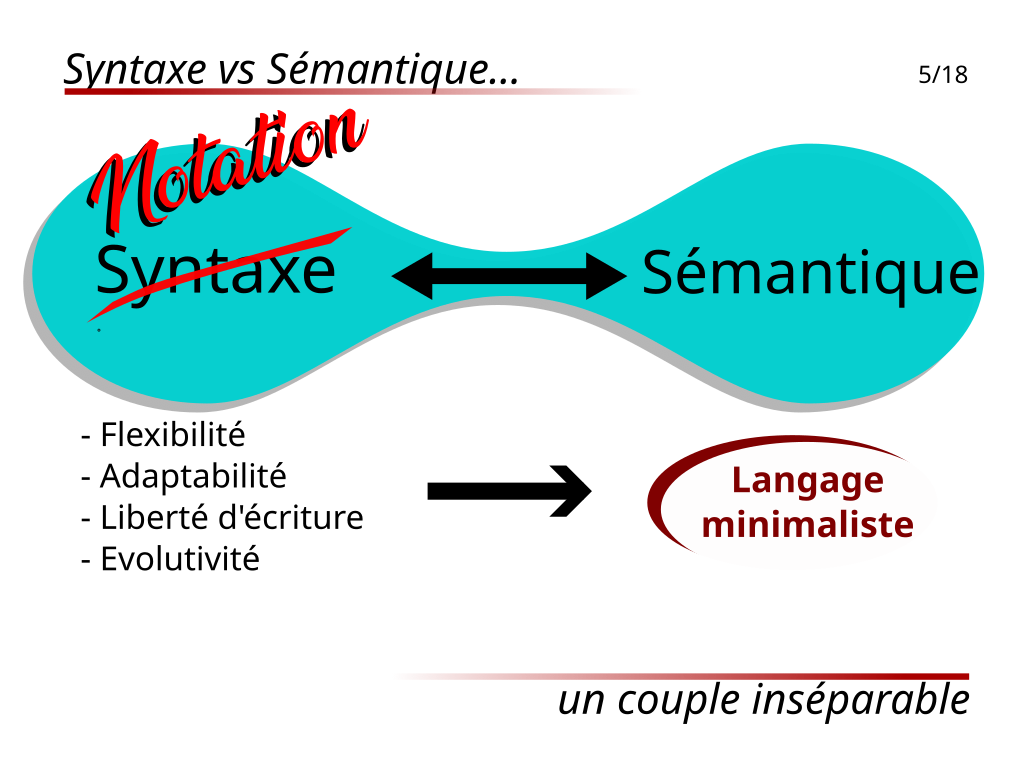 Syntaxe vs Sémantique...
5/18
Notation
Syntaxe
Sémantique
- Flexibilité
- Adaptabilité
- Liberté d'écriture
- Evolutivité
Langage
minimaliste
un couple inséparable